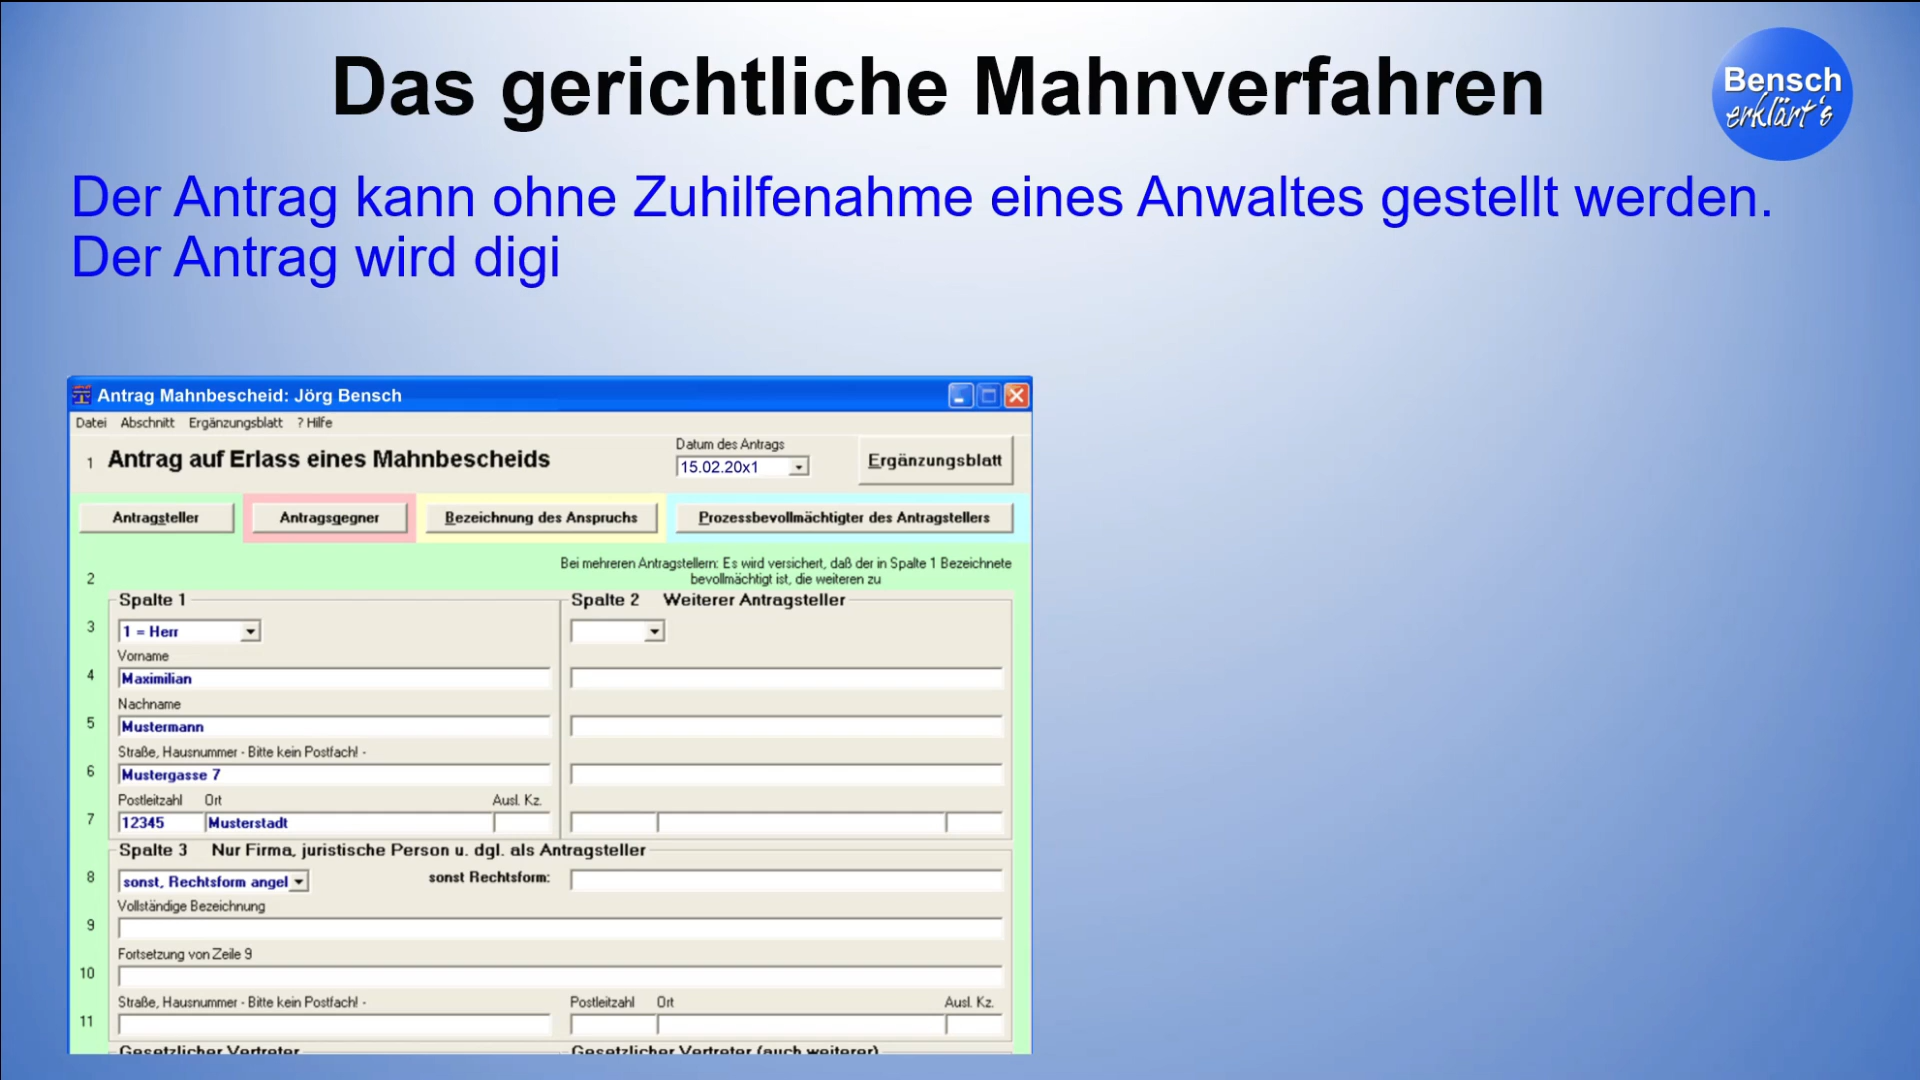 Das gerichtliche Mahnverfahren
Bensch
erklärt's
Der Antrag kann ohne Zuhilfenahme eines Anwaltes gestellt werden.
Der Antrag wird digi
Antrag Mahnbescheid: Jörg Bensch
Datei Abschnitt Ergänzungsblatt ? Hilfe
Datum des Antrags
1 Antrag auf Erlass eines Mahnbescheids
15.02.20x1
Ergänzungsblatt
Antragsteller Antragsgegner Bezeichnung des Anspruchs Prozessbevollmächtigter des Antragstellers
Bei mehreren Antragstellern: Es wird versichert, daß der in Spalte 1 Bezeichnete
2 bevollmächtigt ist, die weiteren zu
Spalte 1 Spalte 2 Weiterer Antragsteller
3 1 = Herr
Vorname
4 Maximilian
Nachname
5 Mustermann
Straße, Hausnummer - Bitte kein Postfach! -
6 Mustergasse 7
Postleitzahl Ort Ausl. Kz.
7 12345 Musterstadt
Spalte 3 Nur Firma, juristische Person u. dgl. als Antragsteller
8 sonst, Rechtsform angel sonst Rechtsform:
Vollständige Bezeichnung
9
Fortsetzung von Zeile 9
10
Straße, Hausnummer - Bitte kein Postfach! - Postleitzahl Ort Ausl. Kz.
11
Gesetzlicher Vertreter Gesetzlicher Vertreter (auch weiterer)